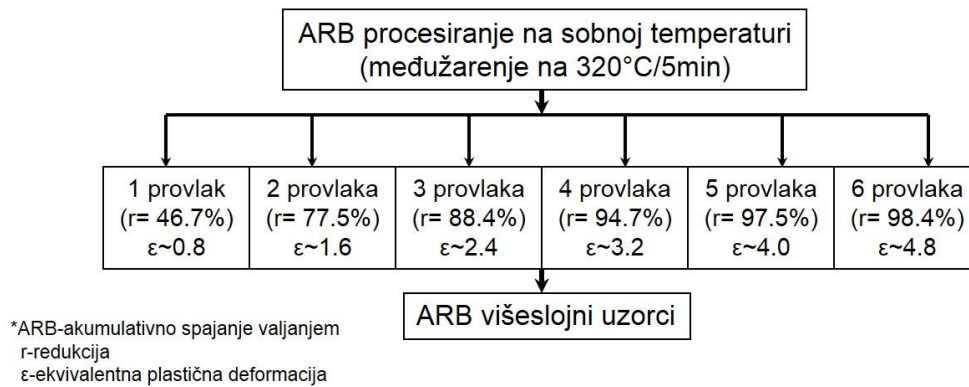 ARB procesiranje na sobnoj temperaturi
(međužarenje na 320°C/5min)
1 provlak
(r= 46.7%)
ε~0.8
2 provlaka
(r= 77.5%)
ε~1.6
3 provlaka
(r= 88.4%)
ε~2.4
4 provlaka
(r= 94.7%)
ε~3.2
5 provlaka
(r= 97.5%)
ε~4.0
6 provlaka
(r= 98.4%)
ε~4.8
ARB višeslojni uzorci
*ARB-akumulativno spajanje valjanjem
r-redukcija
ε-ekvivalentna plastična deformacija